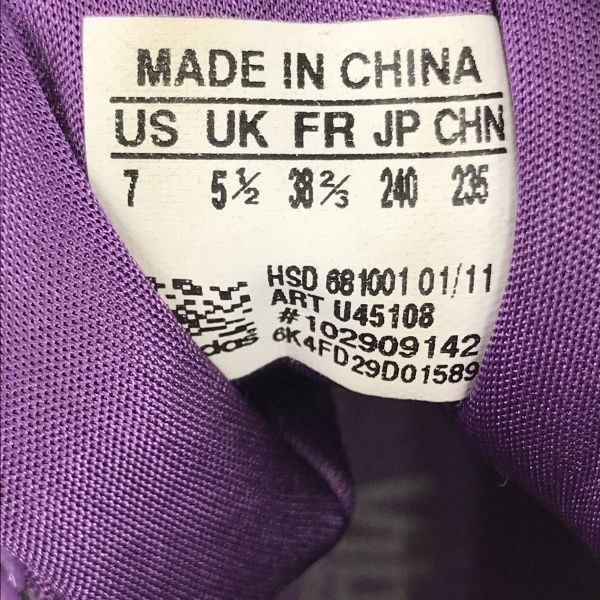 MADE IN CHINA
US UK FR JP CHN
7 5½ 38⅔ 240 235
HSD 681001 01/11
ART U45108
#102909142
6K4FD29D01589